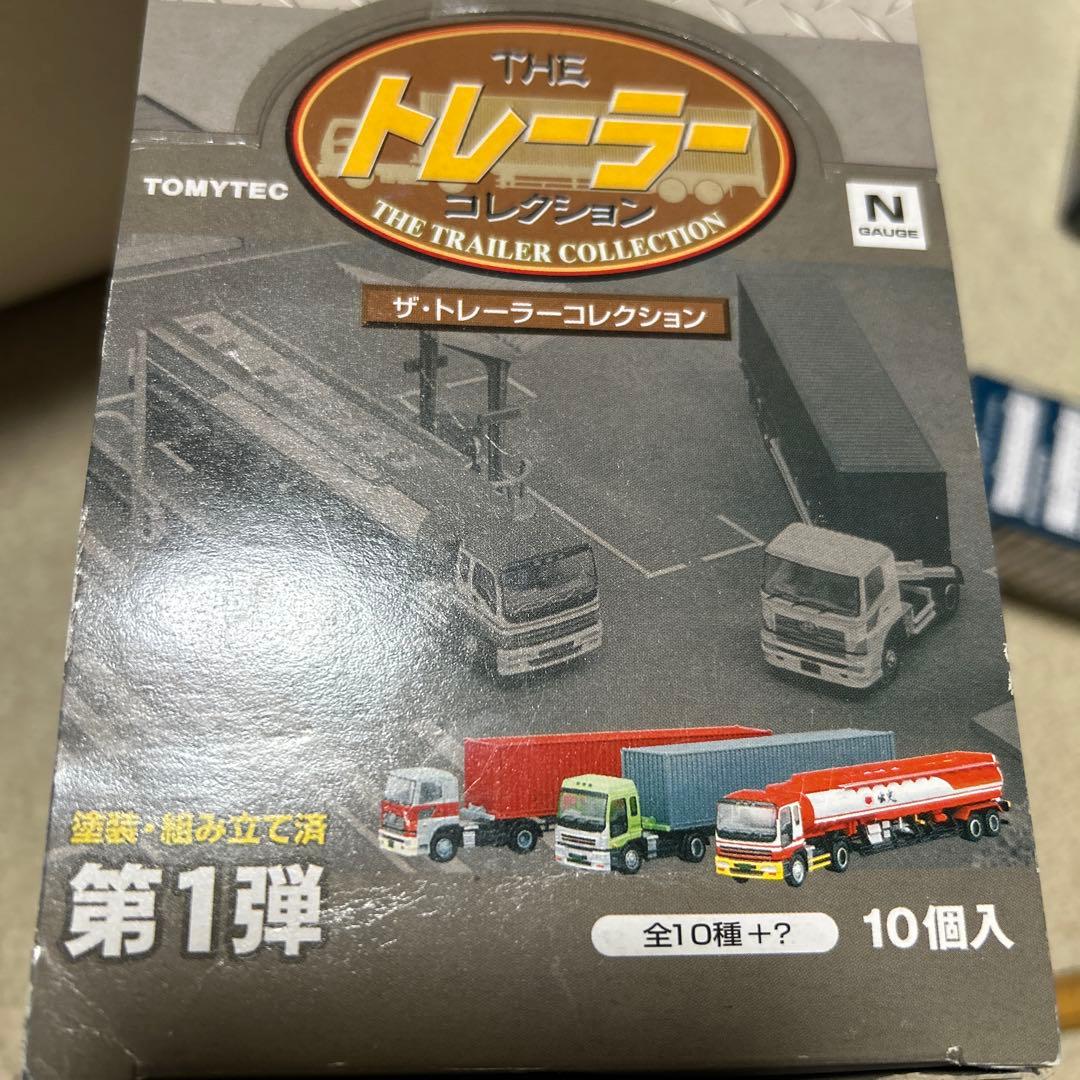 THE
トレーラー
コレクション
THE TRAILER COLLECTION
TOMYTEC
N
GAUGE
ザ・トレーラーコレクション
塗装・組み立て済
第1弾
全10種+?
10個入